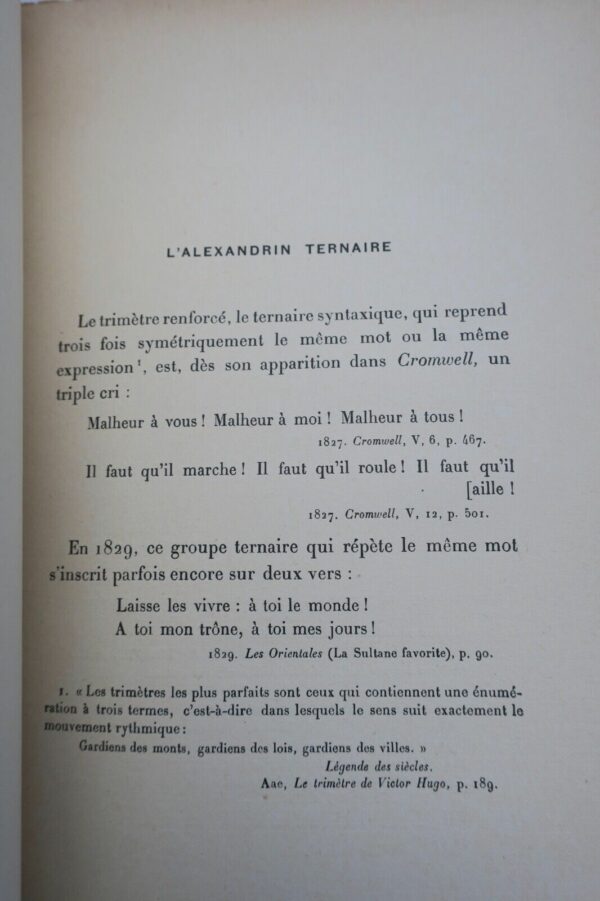 L'ALEXANDRIN TERNAIRE
Le trimètre renforcé, le ternaire syntaxique, qui reprend
trois fois symétriquement le même mot ou la même
expression¹, est, dès son apparition dans Cromwell, un
triple cri :
Malheur à vous ! Malheur à moi ! Malheur à tous !
1827. Cromwell, V, 6, p. 467.
Il faut qu'il marche ! Il faut qu'il roule ! Il faut qu'il
[aille !
1827. Cromwell, V, 12, p. 501.
En 1829, ce groupe ternaire qui répète le même mot
s'inscrit parfois encore sur deux vers :
Laisse les vivre : à toi le monde !
A toi mon trône, à toi mes jours !
1829. Les Orientales (La Sultane favorite), p. 90.
1. « Les trimètres les plus parfaits sont ceux qui contiennent une énumé-
ration à trois termes, c'est-à-dire dans lesquels le sens suit exactement le
mouvement rythmique :
Gardiens des monts, gardiens des lois, gardiens des villes. »
Légende des siècles.
Aae, Le trimètre de Victor Hugo, p. 189.